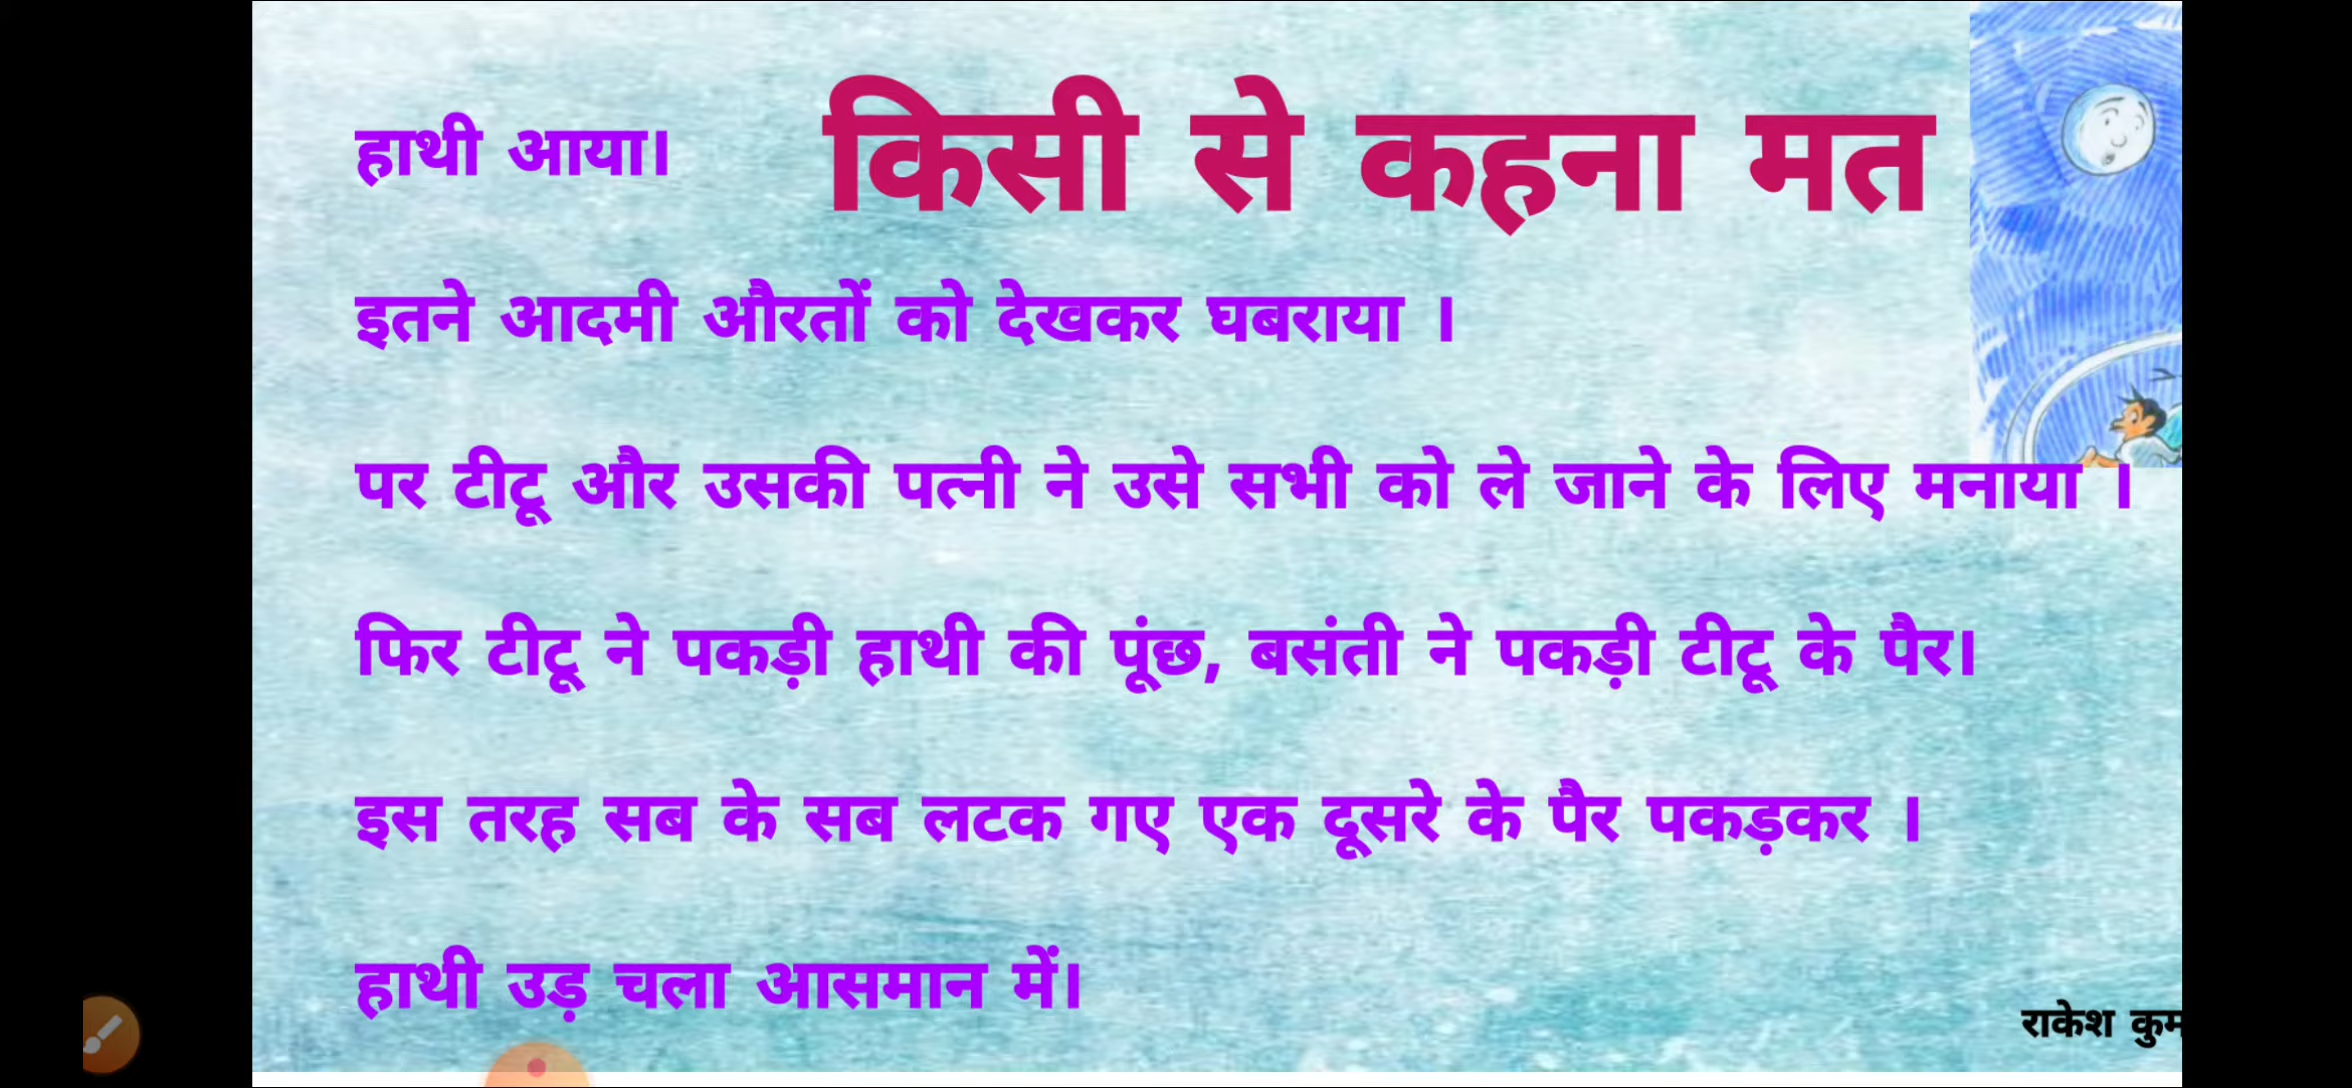 किसी से कहना मत
हाथी आया।
इतने आदमी औरतों को देखकर घबराया ।
पर टीटू और उसकी पत्नी ने उसे सभी को ले जाने के लिए मनाया ।
फिर टीटू ने पकड़ी हाथी की पूंछ, बसंती ने पकड़ी टीटू के पैर।
इस तरह सब के सब लटक गए एक दूसरे के पैर पकड़कर ।
हाथी उड़ चला आसमान में।
राकेश